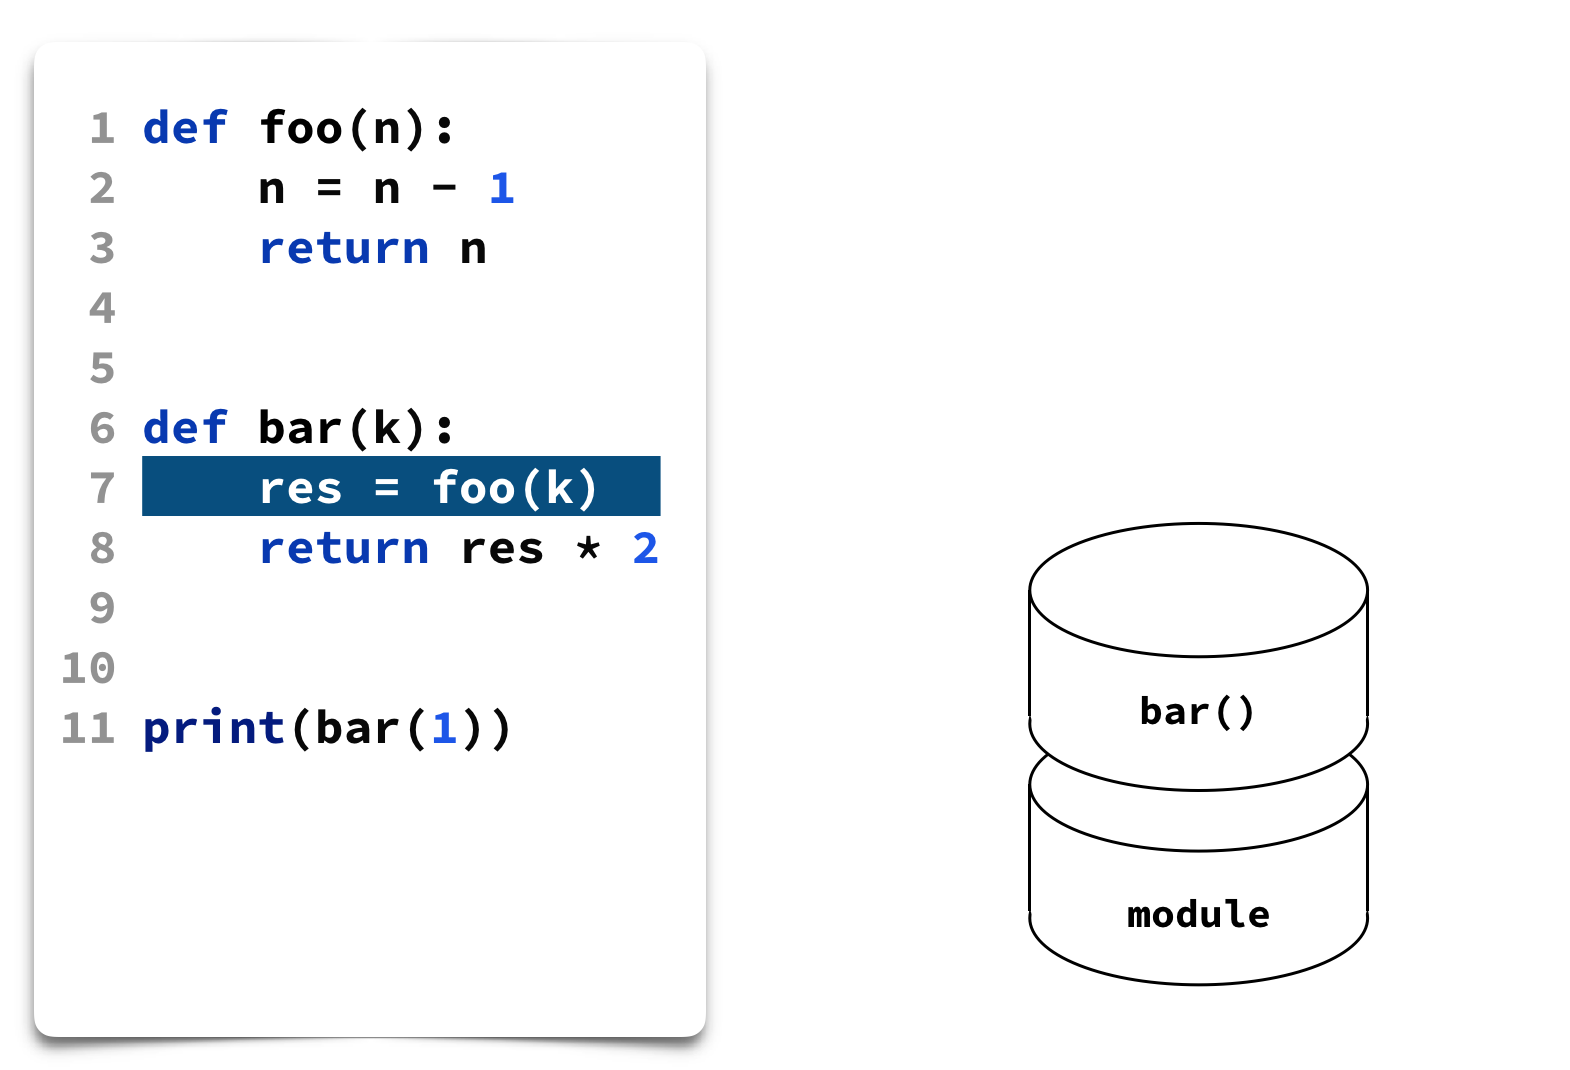 1 def foo(n):
2     n = n - 1
3     return n
4
5
6 def bar(k):
7     res = foo(k)
8     return res * 2
9
10
11 print(bar(1))
bar()
module